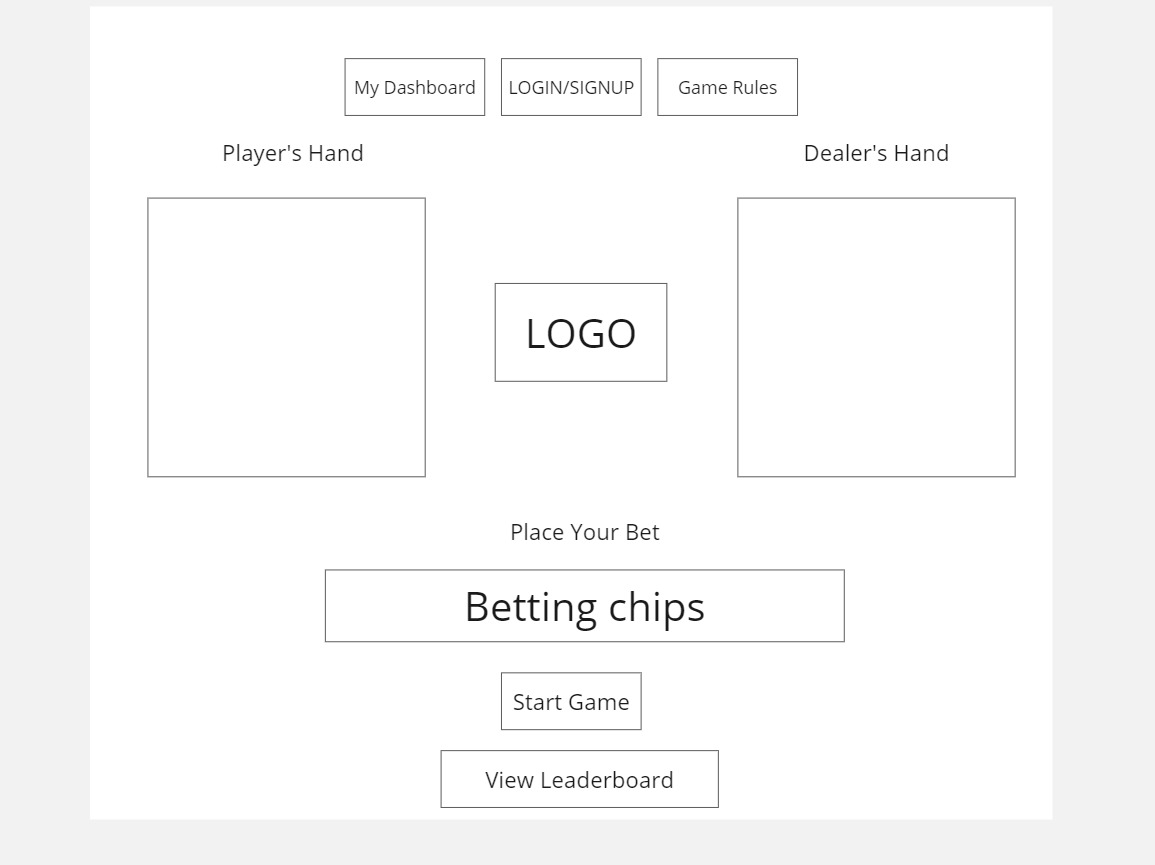 My Dashboard
LOGIN/SIGNUP
Game Rules
Player's Hand
Dealer's Hand
LOGO
Place Your Bet
Betting chips
Start Game
View Leaderboard